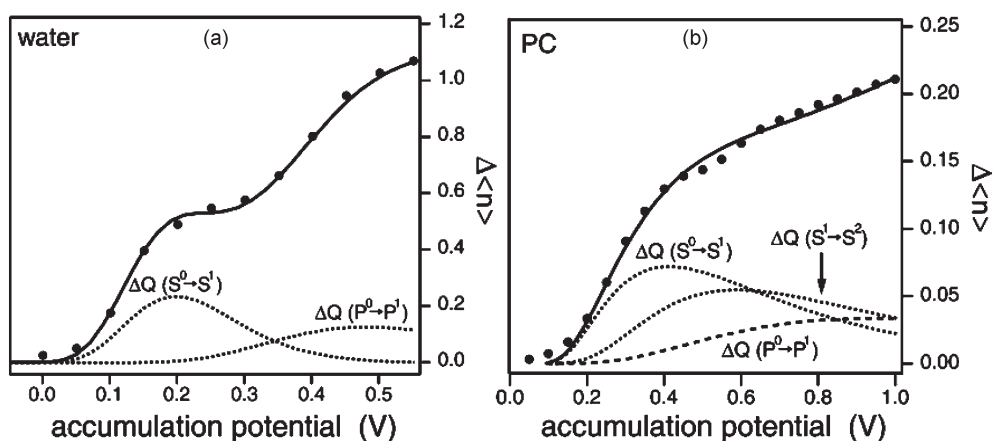 water
(a)
ΔQ (S⁰→S¹)
ΔQ (P⁰→P¹)
0.0 0.1 0.2 0.3 0.4 0.5
accumulation potential (V)
1.2
1.0
0.8
0.6
0.4
0.2
0.0
Δ<n>
PC
(b)
ΔQ (S⁰→S¹)
ΔQ (S¹→S²)
ΔQ (P⁰→P¹)
0.0 0.2 0.4 0.6 0.8 1.0
accumulation potential (V)
0.25
0.20
0.15
0.10
0.05
0.00
Δ<n>